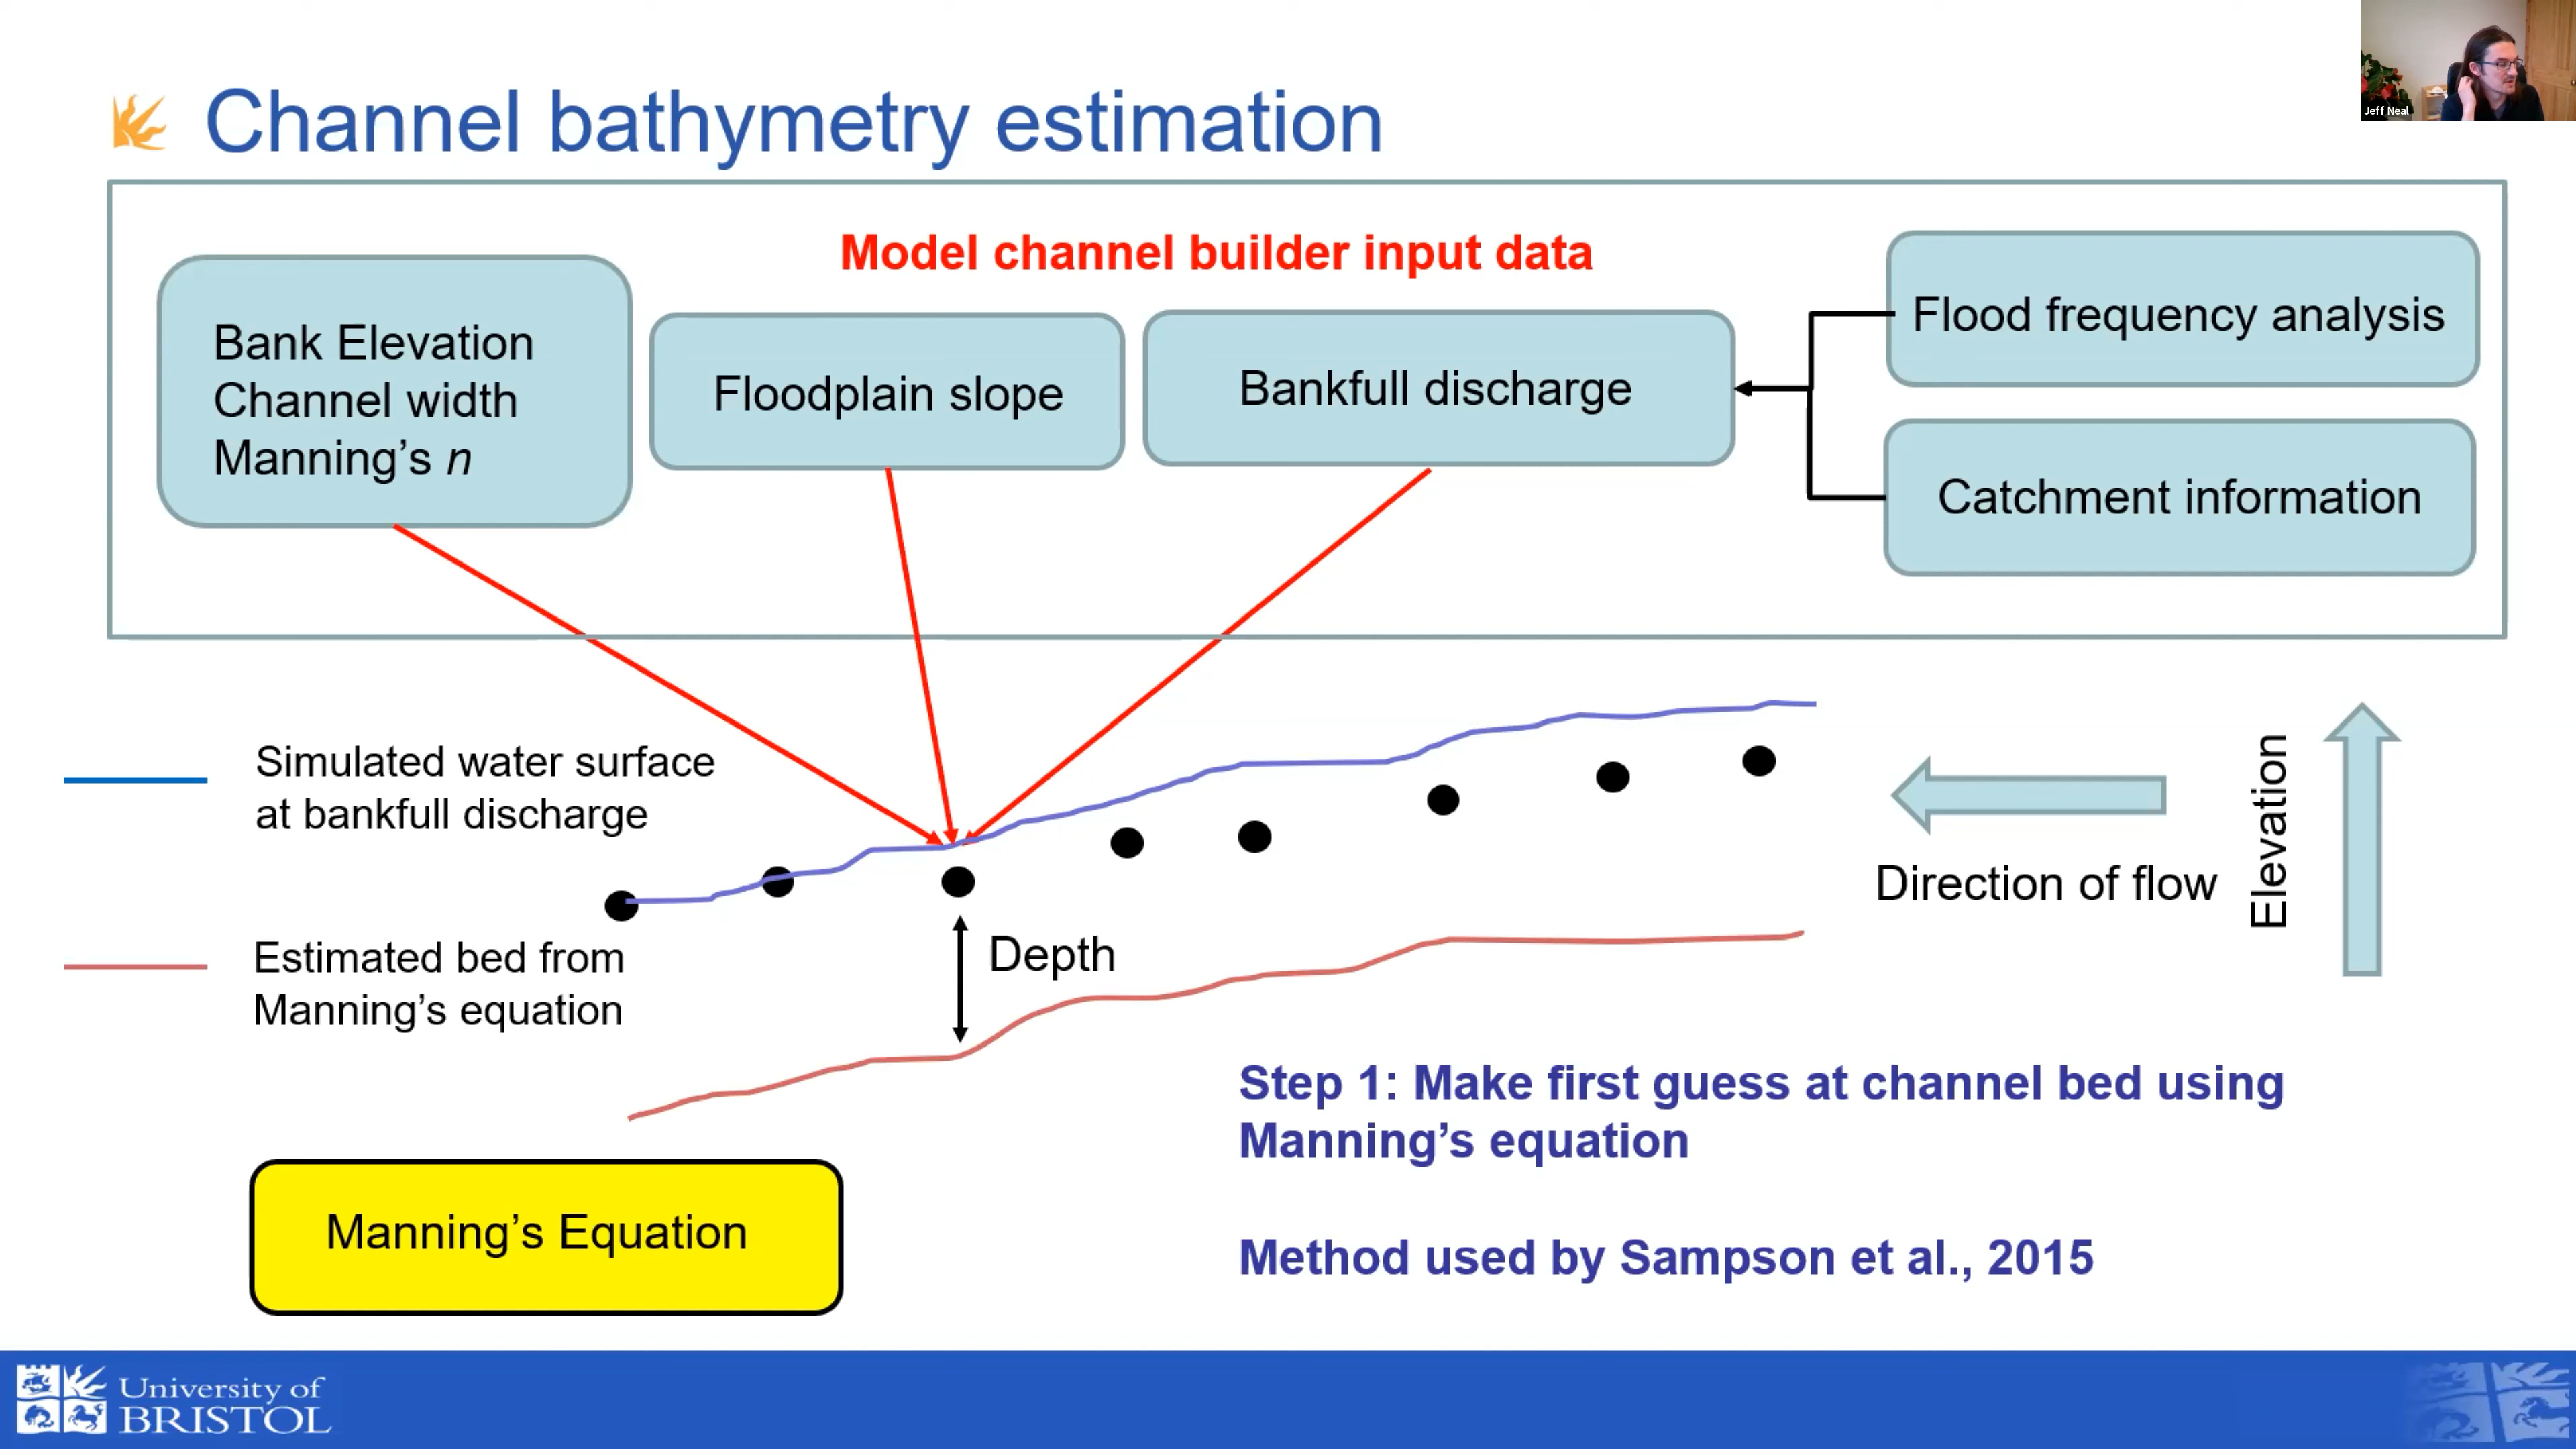 Jeff Neal
Channel bathymetry estimation
Model channel builder input data
Bank Elevation
Channel width
Manning’s n
Floodplain slope
Bankfull discharge
Flood frequency analysis
Catchment information
Simulated water surface
at bankfull discharge
Estimated bed from
Manning’s equation
Depth
Direction of flow
Elevation
Step 1: Make first guess at channel bed using
Manning’s equation
Method used by Sampson et al., 2015
Manning’s Equation
University of
BRISTOL